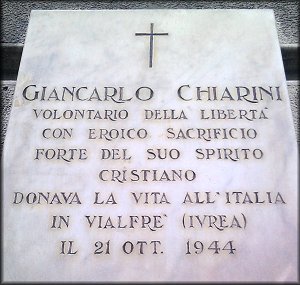 GIANCARLO CHIARINI
VOLONTARIO DELLA LIBERTA'
CON EROICO SACRIFICIO
FORTE DEL SUO SPIRITO
CRISTIANO
DONAVA LA VITA ALL'ITALIA
IN VIALFRE' (IVREA)
IL 21 OTT. 1944